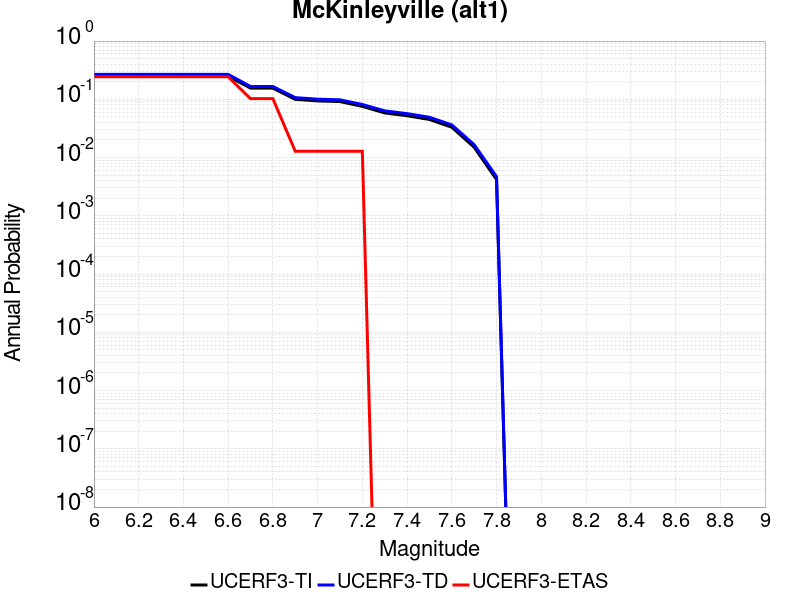 McKinleyville (alt1)
10^0
10^-1
10^-2
10^-3
10^-4
10^-5
10^-6
10^-7
10^-8
Annual Probability
6 6.2 6.4 6.6 6.8 7 7.2 7.4 7.6 7.8 8 8.2 8.4 8.6 8.8 9
Magnitude
UCERF3-TI UCERF3-TD UCERF3-ETAS